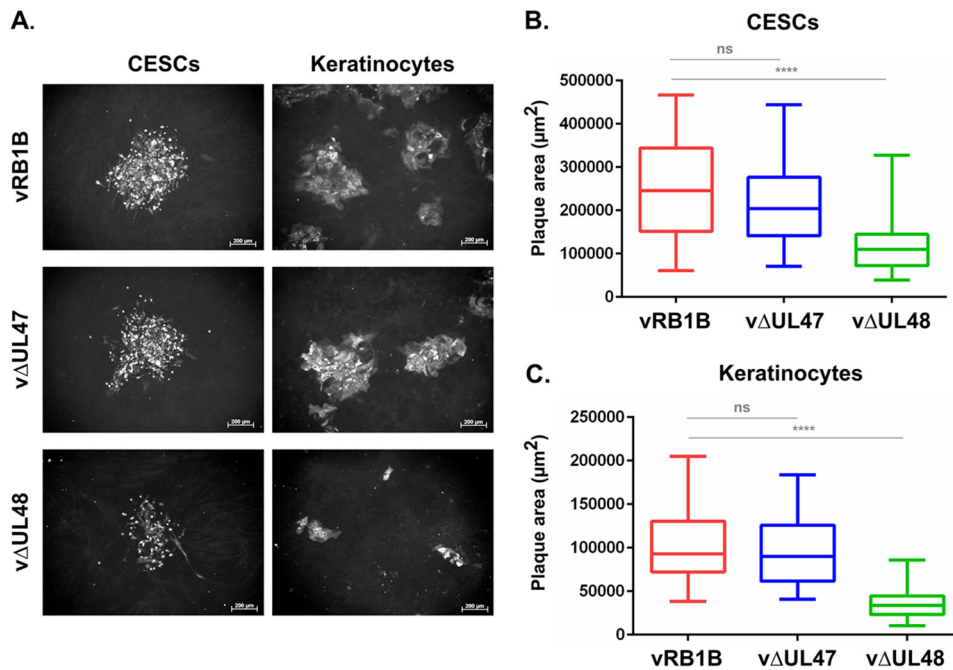 A.
CESCs Keratinocytes
vRB1B
200 µm 200 µm
vΔUL47
200 µm 200 µm
vΔUL48
200 µm 200 µm
B.
CESCs
ns
****
Plaque area (µm²)
500000
400000
300000
200000
100000
0
vRB1B vΔUL47 vΔUL48
C.
Keratinocytes
ns
****
Plaque area (µm²)
250000
200000
150000
100000
50000
0
vRB1B vΔUL47 vΔUL48